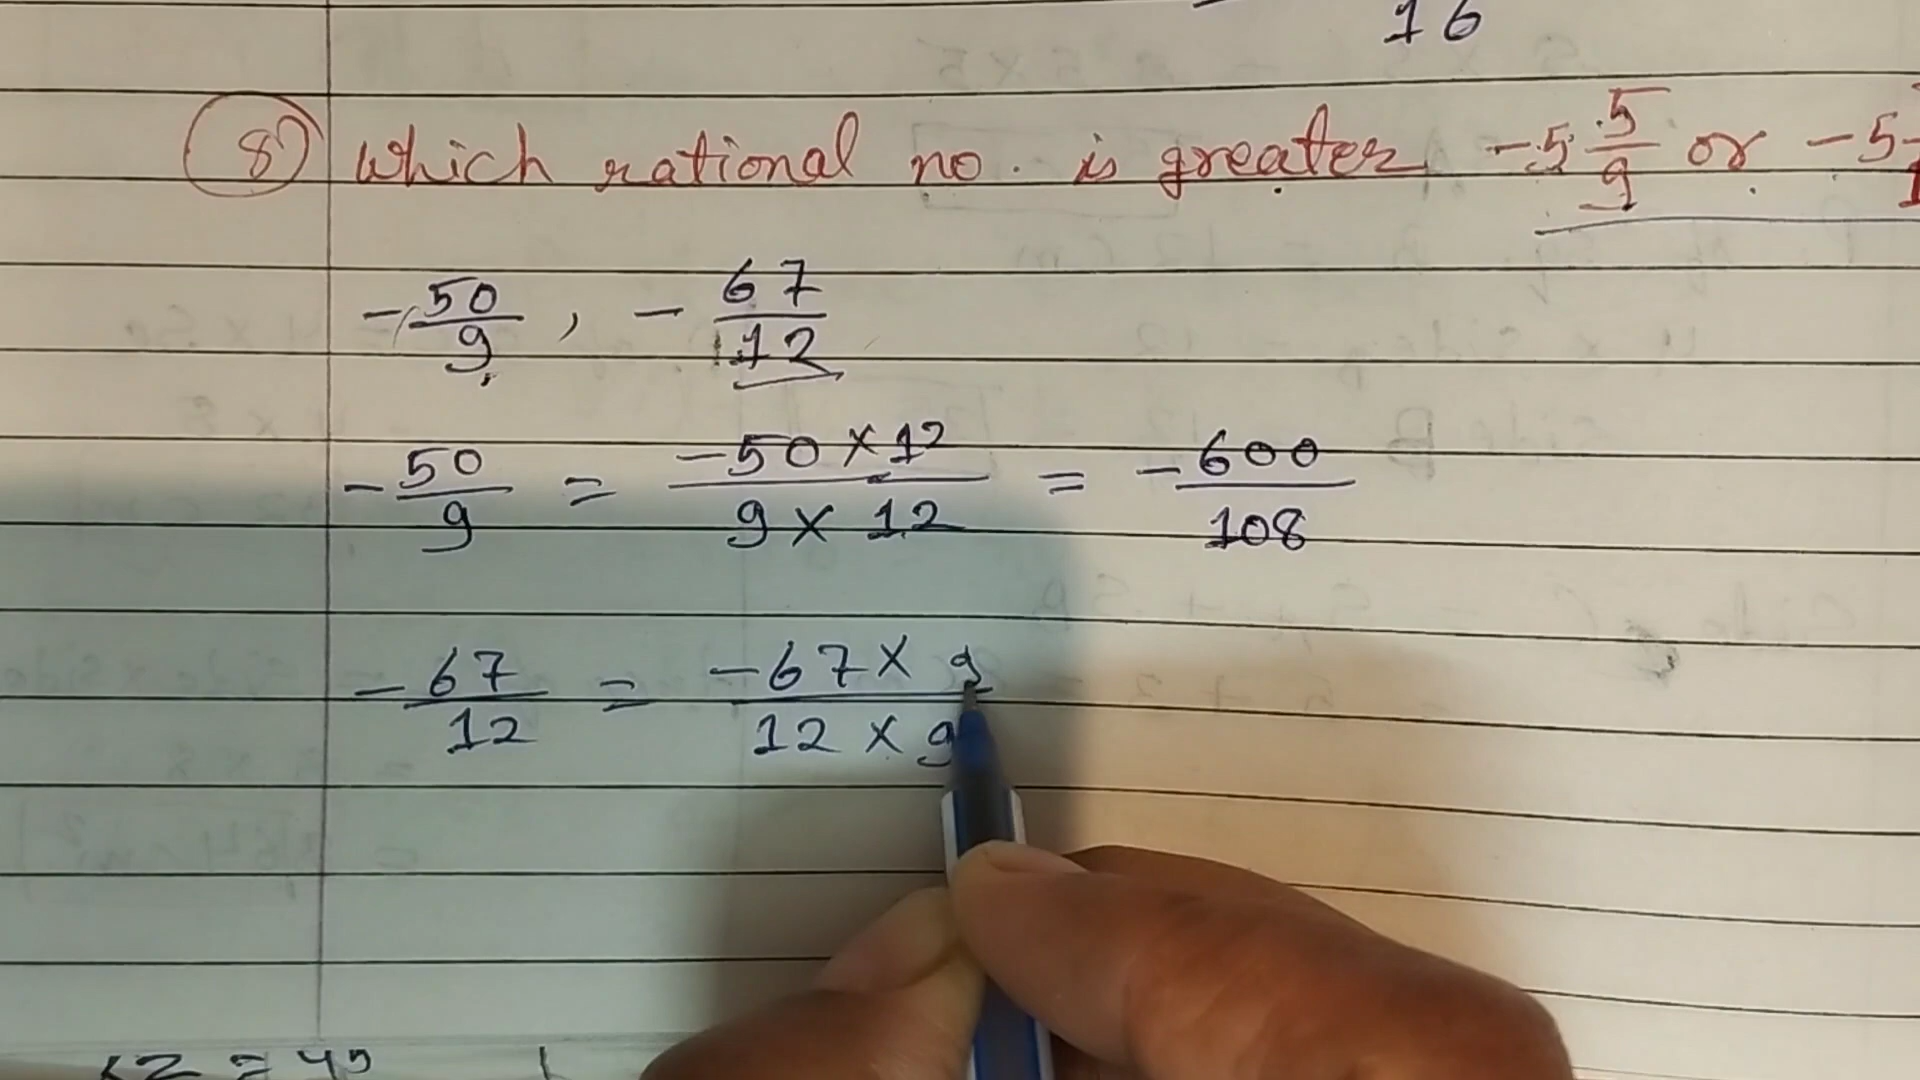 16
8) Which rational no. is greater -5 5/9 or -5
-50/9 , -67/12
-50/9 = -50×12/9×12 = -600/108
-67/12 = -67×9/12×9